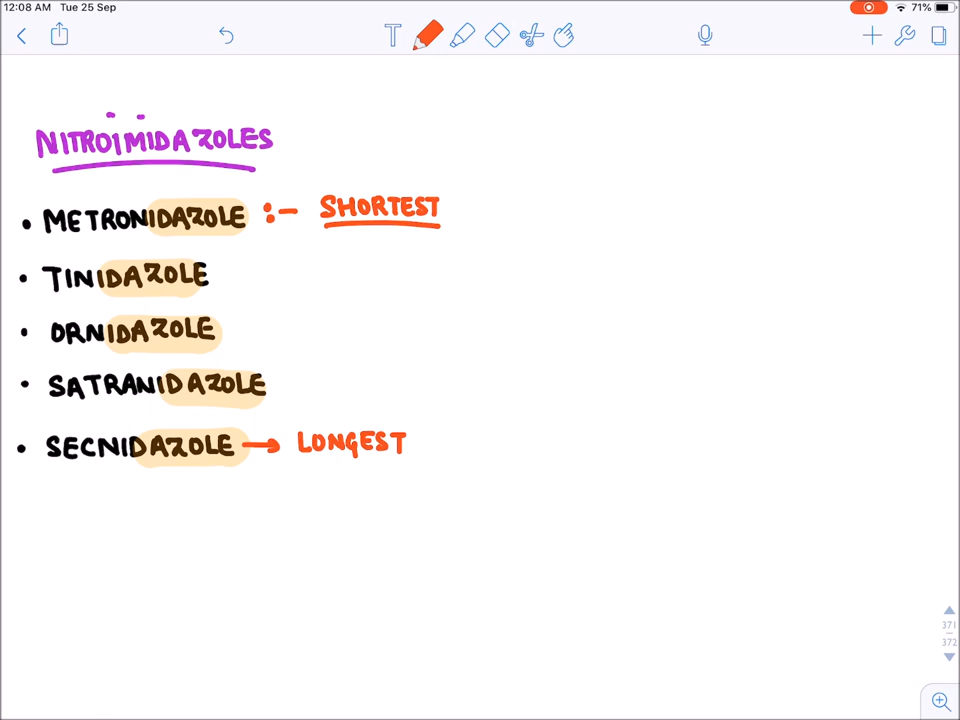 12:08 AM Tue 25 Sep 71%
T
NITROIMIDAZOLES
• METRONIDAZOLE :- SHORTEST
• TINIDAZOLE
• ORNIDAZOLE
• SATRANIDAZOLE
• SECNIDAZOLE → LONGEST
371
372